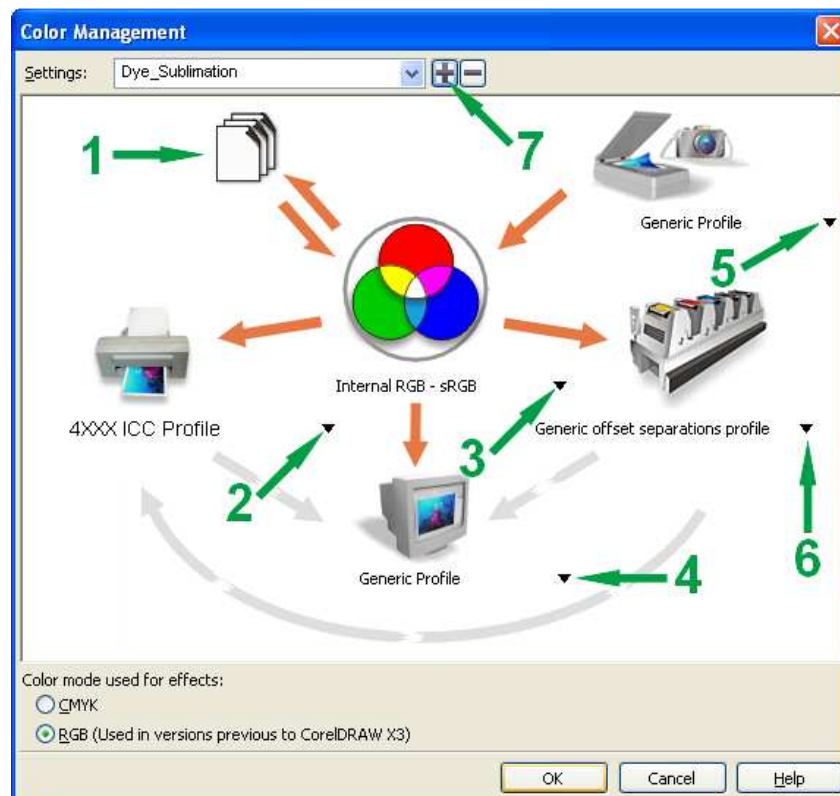 Color Management
Settings: Dye_Sublimation
1
7
Generic Profile
5
Internal RGB - sRGB
4XXX ICC Profile
2
3
Generic offset separations profile
6
Generic Profile
4
Color mode used for effects:
CMYK
RGB (Used in versions previous to CorelDRAW X3)
OK Cancel Help